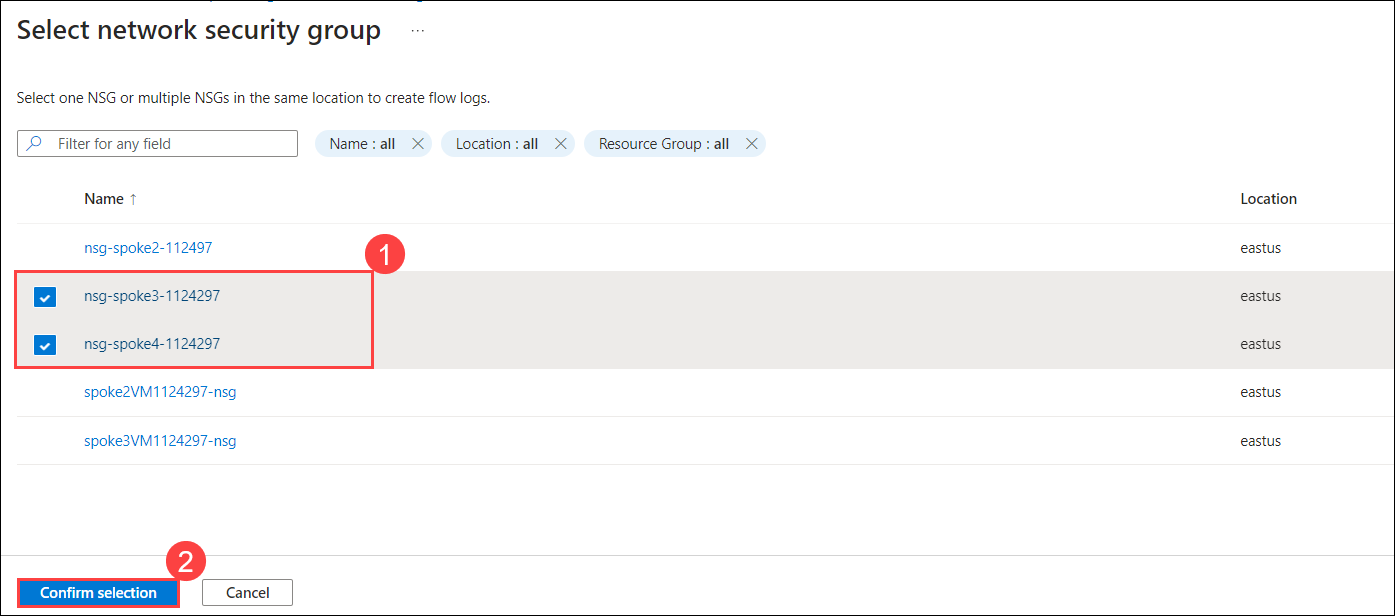 Select network security group ...
Select one NSG or multiple NSGs in the same location to create flow logs.
Filter for any field Name : all Location : all Resource Group : all
Name ↑ Location
nsg-spoke2-112497 eastus
1
nsg-spoke3-1124297 eastus
nsg-spoke4-1124297 eastus
spoke2VM1124297-nsg eastus
spoke3VM1124297-nsg eastus
2
Confirm selection Cancel